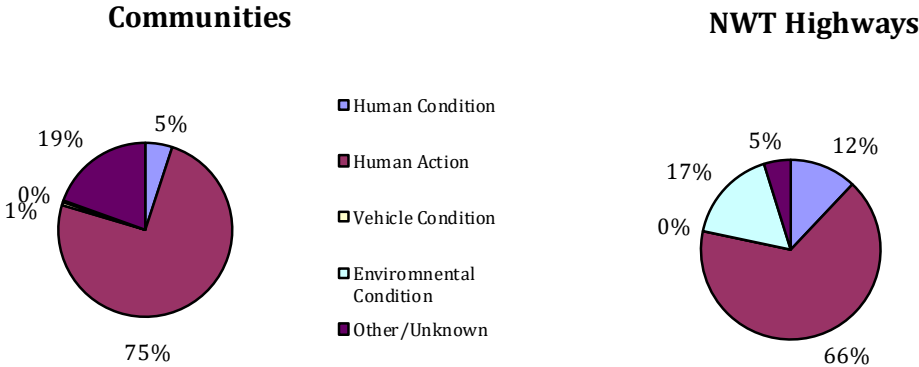 Communities
NWT Highways
19%
5%
0%
1%
75%
Human Condition
Human Action
Vehicle Condition
Enviromnental
Condition
Other/Unknown
5%
12%
17%
0%
66%